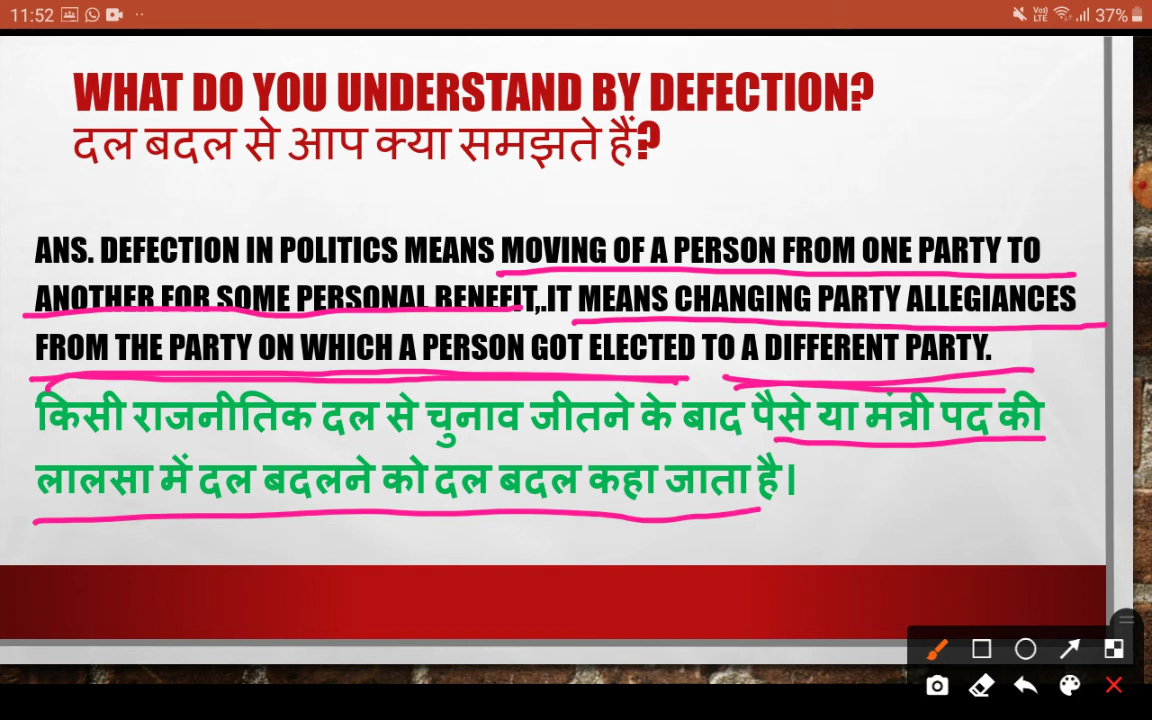 11:52
Vo) LTE 37%
WHAT DO YOU UNDERSTAND BY DEFECTION?
दल बदल से आप क्या समझते हैं?
ANS. DEFECTION IN POLITICS MEANS MOVING OF A PERSON FROM ONE PARTY TO
ANOTHER FOR SOME PERSONAL BENEFIT,.IT MEANS CHANGING PARTY ALLEGIANCES
FROM THE PARTY ON WHICH A PERSON GOT ELECTED TO A DIFFERENT PARTY.
किसी राजनीतिक दल से चुनाव जीतने के बाद पैसे या मंत्री पद की
लालसा में दल बदलने को दल बदल कहा जाता है।